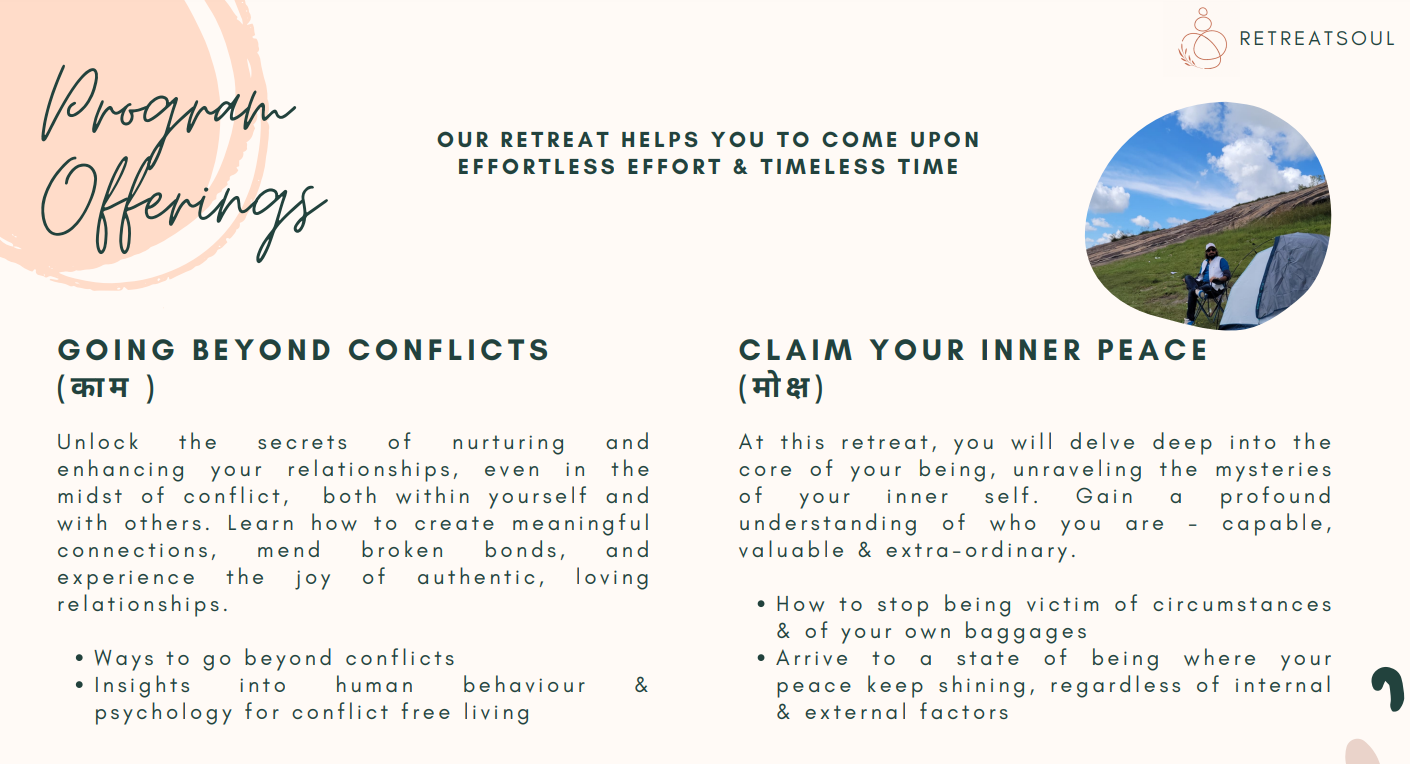 RETREATSOUL
Program
Offerings
OUR RETREAT HELPS YOU TO COME UPON
EFFORTLESS EFFORT & TIMELESS TIME
GOING BEYOND CONFLICTS
(काम )
Unlock the secrets of nurturing and
enhancing your relationships, even in the
midst of conflict, both within yourself and
with others. Learn how to create meaningful
connections, mend broken bonds, and
experience the joy of authentic, loving
relationships.
• Ways to go beyond conflicts
• Insights into human behaviour &
psychology for conflict free living
CLAIM YOUR INNER PEACE
(मोक्ष)
At this retreat, you will delve deep into the
core of your being, unraveling the mysteries
of your inner self. Gain a profound
understanding of who you are - capable,
valuable & extra-ordinary.
• How to stop being victim of circumstances
& of your own baggages
• Arrive to a state of being where your
peace keep shining, regardless of internal
& external factors